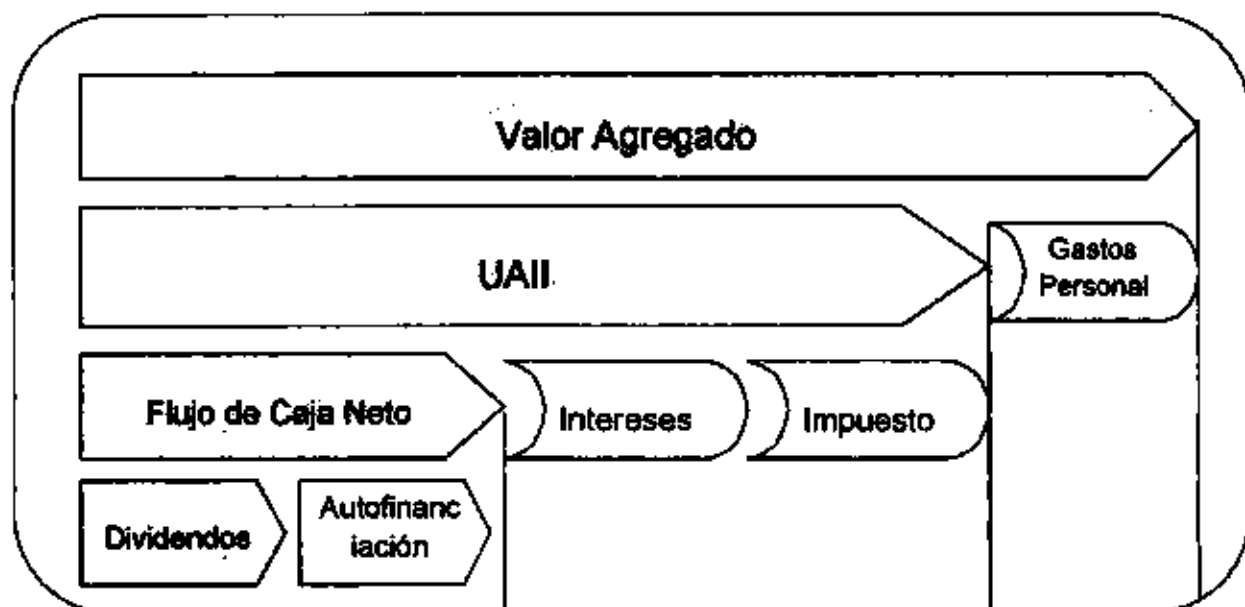 Valor Agregado
UAII
Gastos
Personal
Flujo de Caja Neto
Intereses
Impuesto
Dividendos
Autofinanc
iación